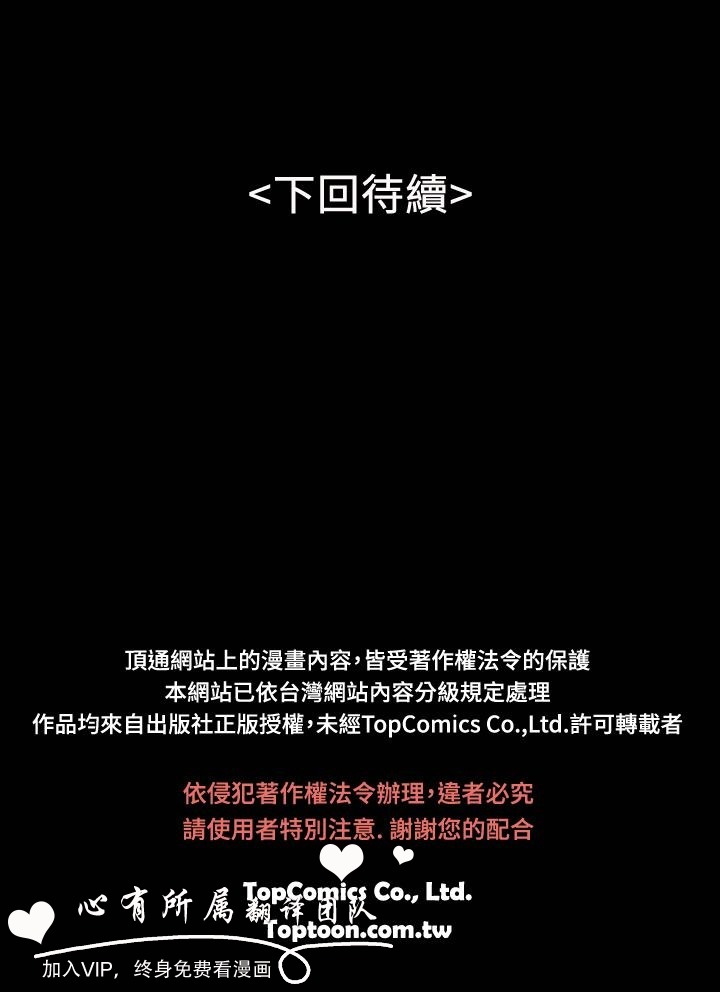 <下回待續>
頂通網站上的漫畫內容，皆受著作權法令的保護
本網站已依台灣網站內容分級規定處理
作品均來自出版社正版授權，未經TopComics Co.,Ltd.許可轉載者
依侵犯著作權法令辦理，違者必究
請使用者特別注意. 謝謝您的配合
TopComics Co., Ltd.
心有所属翻译团队
Toptoon.com.tw
加入VIP，终身免费看漫画